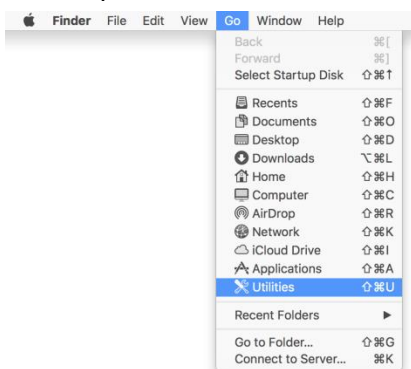 Finder File Edit View Go Window Help
Back ⌘[
Forward ⌘]
Select Startup Disk ⇧⌘↑
Recents ⇧⌘F
Documents ⇧⌘O
Desktop ⇧⌘D
Downloads ⌥⌘L
Home ⇧⌘H
Computer ⇧⌘C
AirDrop ⇧⌘R
Network ⇧⌘K
iCloud Drive ⇧⌘I
Applications ⇧⌘A
Utilities ⇧⌘U
Recent Folders ▶
Go to Folder... ⇧⌘G
Connect to Server... ⌘K